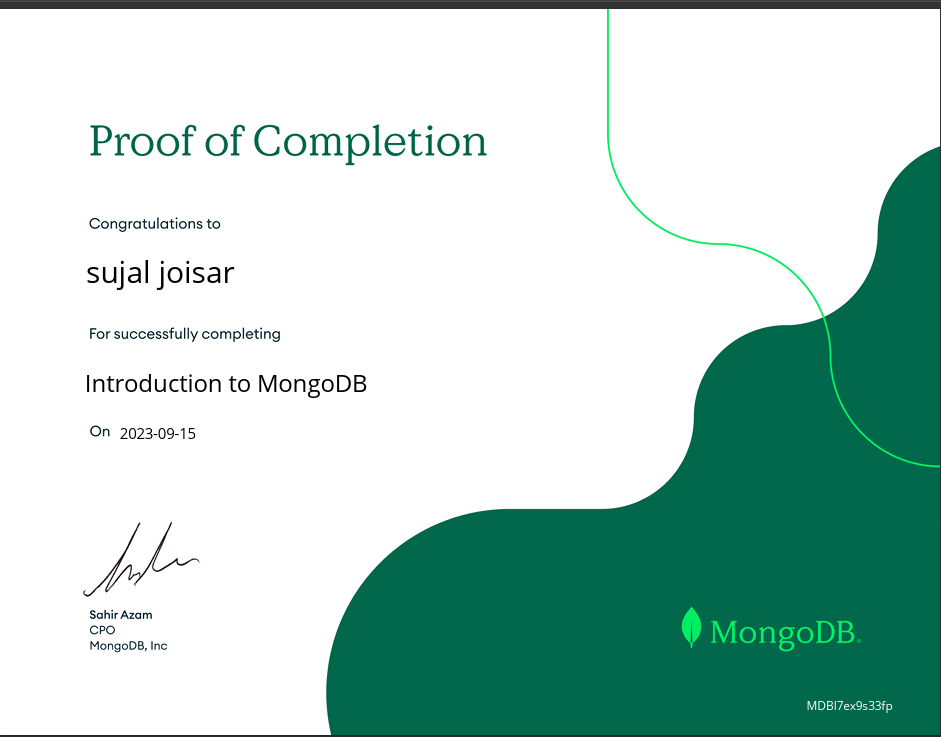 Proof of Completion
Congratulations to
sujal joisar
For successfully completing
Introduction to MongoDB
On 2023-09-15
Sahir Azam
CPO
MongoDB, Inc
MongoDB
MDBI7ex9s33fp